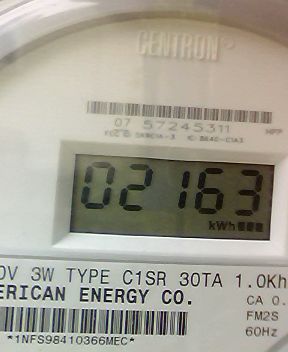 CENTRON®
07 57245311 HPP
02163
kWh
0V 3W TYPE C1SR 30TA 1.0Kh
ERICAN ENERGY CO. CA 0.
FM2S
60Hz
*1NFS98410366MEC*